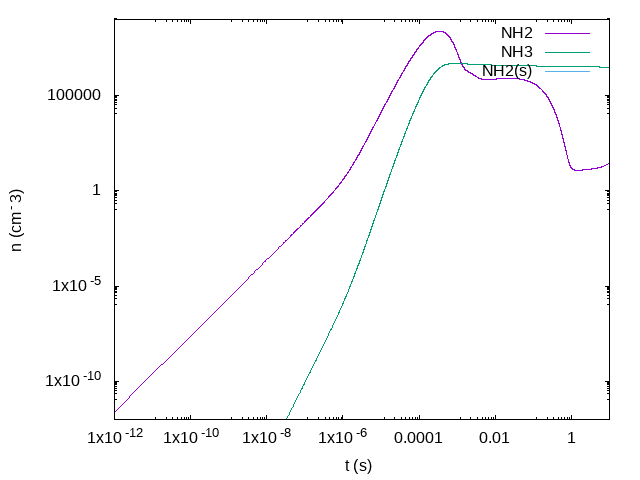 NH2
NH3
NH2(s)
100000
1
1x10-5
1x10-10
n (cm-3)
1x10-12 1x10-10 1x10-8 1x10-6 0.0001 0.01 1
t (s)